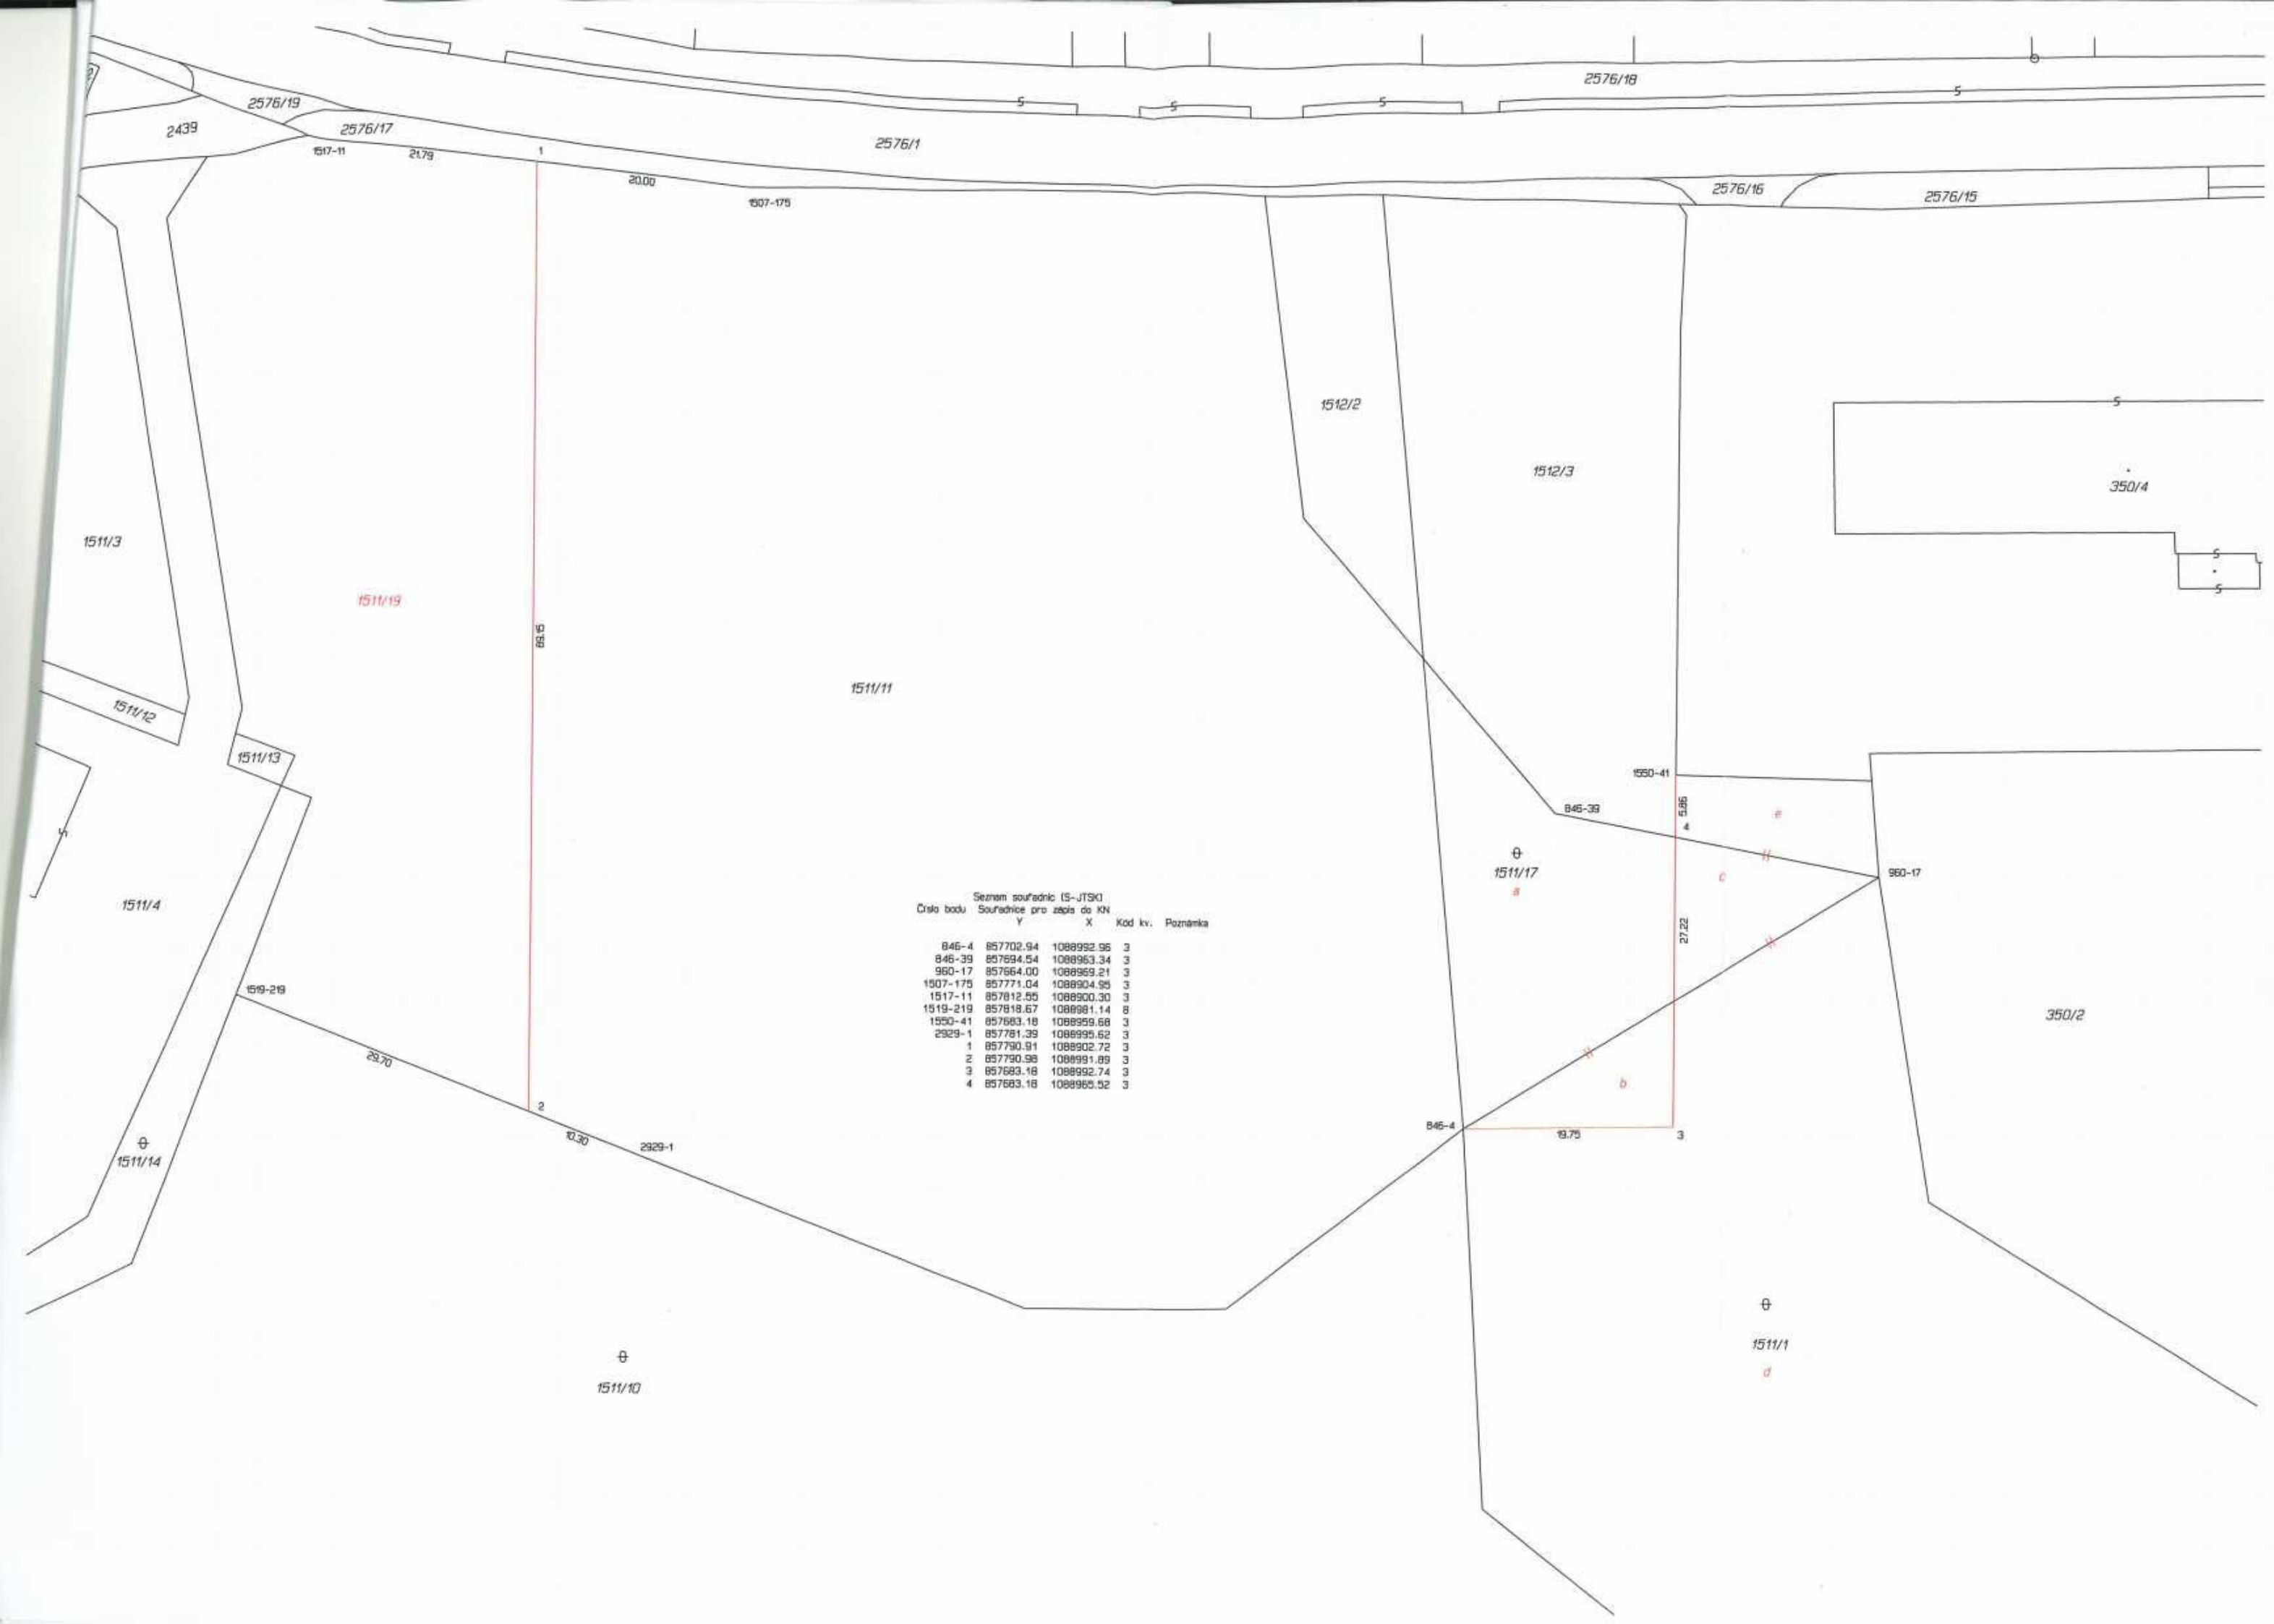 2576/18
2576/19
2439
2576/17
2576/1
1517-11
21.79
1
20.00
1507-175
2576/16
2576/15
S
S
S
S
1512/2
1512/3
S
350/4
1511/3
S
S
1511/19
89.15
1511/11
1511/12
1511/13
1550-41
846-39
5.86
e
4
S
1511/17
a
c
960-17
1511/4
27.22
Seznam souřadnic (S-JTSK)
Číslo bodu Souřadnice pro zápis do KN
Y X Kód kv. Poznámka
846-4 857702.94 1088992.96 3
846-39 857694.54 1088963.34 3
960-17 857664.00 1088969.21 3
1507-175 857771.04 1088904.95 3
1517-11 857812.55 1088900.30 3
1519-219 857818.67 1088981.14 8
1550-41 857683.18 1088959.68 3
2929-1 857781.39 1088995.62 3
1 857790.91 1088902.72 3
2 857790.98 1088991.89 3
3 857683.18 1088992.74 3
4 857683.18 1088965.52 3
1519-219
350/2
29.70
b
2
10.30
2929-1
846-4
19.75
3
1511/14
1511/1
d
1511/10